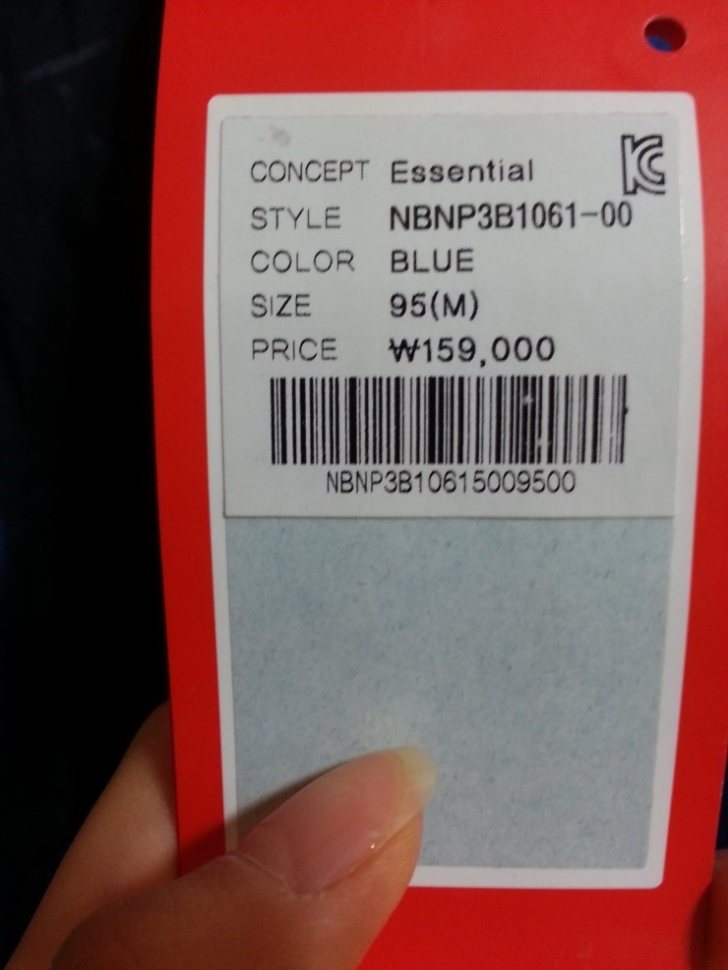 CONCEPT Essential
STYLE NBNP3B1061-00
COLOR BLUE
SIZE 95(M)
PRICE ₩159,000
NBNP3B10615009500